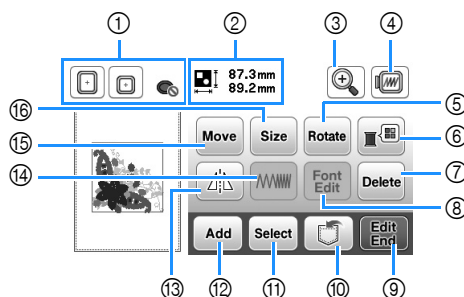 ① ② ③ ④
87.3mm
89.2mm
⑯ ⑤
Move Size Rotate
⑮ ⑥
⑭ ⑦
Font
Edit
Delete
⑧
Add Select Edit
End
⑬ ⑫ ⑪ ⑩ ⑨